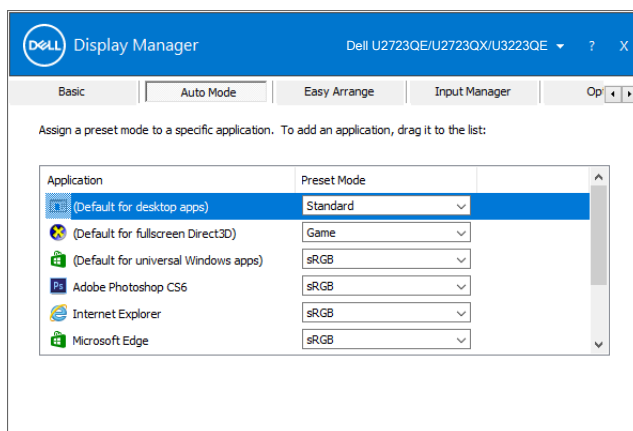 DELL Display Manager Dell U2723QE/U2723QX/U3223QE ? X
Basic Auto Mode Easy Arrange Input Manager Op
Assign a preset mode to a specific application. To add an application, drag it to the list:
Application Preset Mode
(Default for desktop apps) Standard
(Default for fullscreen Direct3D) Game
(Default for universal Windows apps) sRGB
Ps Adobe Photoshop CS6 sRGB
Internet Explorer sRGB
Microsoft Edge sRGB